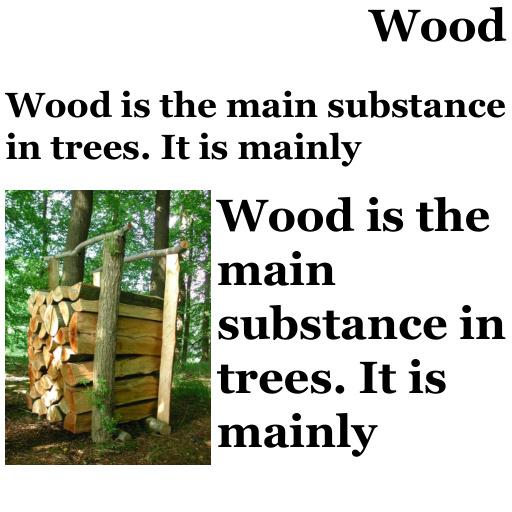 Wood
Wood is the main substance
in trees. It is mainly
Wood is the
main
substance in
trees. It is
mainly